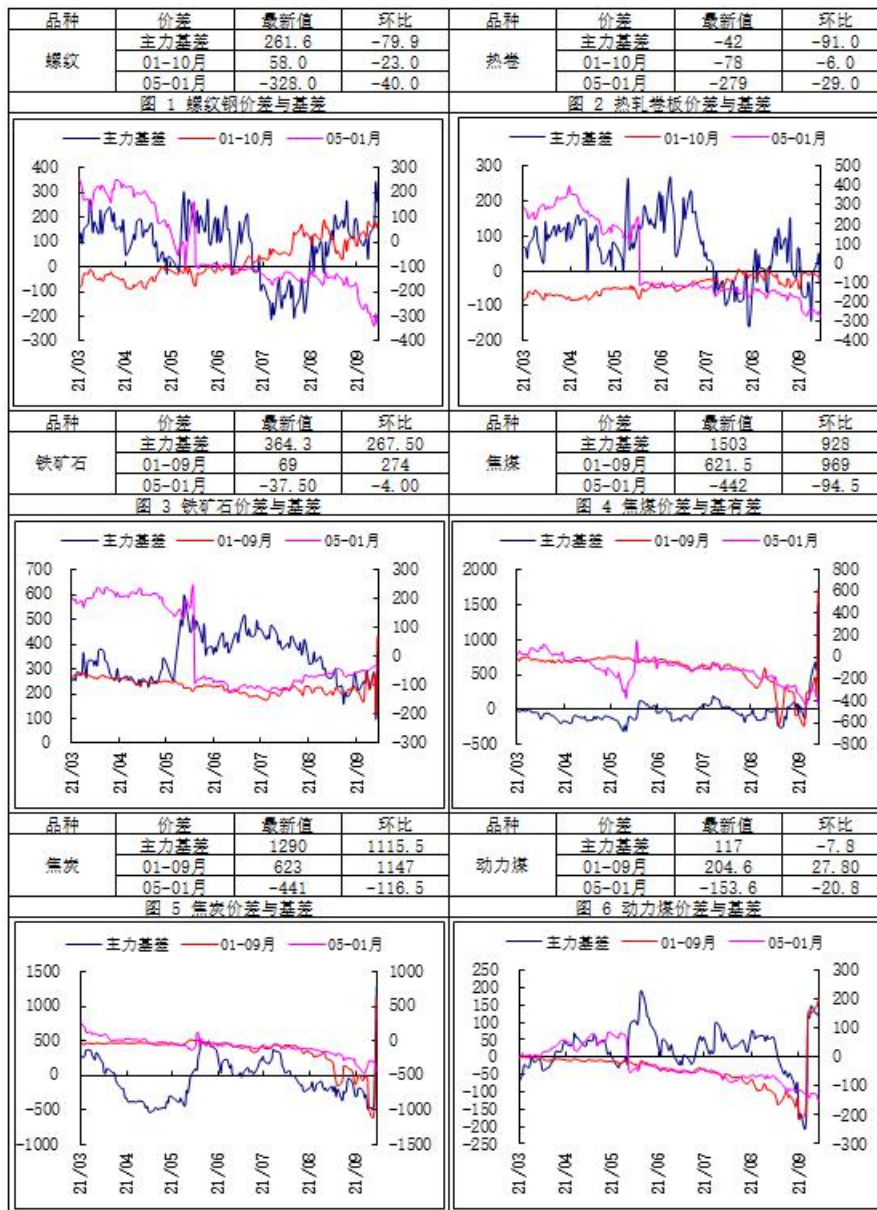 品种 价差 最新值 环比
螺纹 主力基差 261.6 -79.9
01-10月 58.0 -23.0
05-01月 -328.0 -40.0
图 1 螺纹钢价差与基差
主力基差 01-10月 05-01月
400 300 200 100 0 -100 -200 -300
300 200 100 0 -100 -200 -300 -400
21/03 21/04 21/05 21/06 21/07 21/08 21/09
品种 价差 最新值 环比
热卷 主力基差 -42 -91.0
01-10月 -78 -6.0
05-01月 -279 -29.0
图 2 热轧卷板价差与基差
主力基差 01-10月 05-01月
300 200 100 0 -100 -200
500 400 300 200 100 0 -100 -200 -300 -400
21/03 21/04 21/05 21/06 21/07 21/08 21/09
品种 价差 最新值 环比
铁矿石 主力基差 364.3 267.50
01-09月 69 274
05-01月 -37.50 -4.00
图 3 铁矿石价差与基差
主力基差 01-09月 05-01月
700 600 500 400 300 200 100 0
300 200 100 0 -100 -200 -300
21/03 21/04 21/05 21/06 21/07 21/08 21/09
品种 价差 最新值 环比
焦煤 主力基差 1503 928
01-09月 621.5 969
05-01月 -442 -94.5
图 4 焦煤价差与基有差
主力基差 01-09月 05-01月
2000 1500 1000 500 0 -500
800 600 400 200 0 -200 -400 -600 -800
21/03 21/04 21/05 21/06 21/07 21/08 21/09
品种 价差 最新值 环比
焦炭 主力基差 1290 1115.5
01-09月 623 1147
05-01月 -441 -116.5
图 5 焦炭价差与基差
主力基差 01-09月 05-01月
1500 1000 500 0 -500 -1000
1000 500 0 -500 -1000 -1500
21/03 21/04 21/05 21/06 21/07 21/08 21/09
品种 价差 最新值 环比
动力煤 主力基差 117 -7.8
01-09月 204.6 27.80
05-01月 -153.6 -20.8
图 6 动力煤价差与基差
主力基差 01-09月 05-01月
250 200 150 100 50 0 -50 -100 -150 -200 -250
300 200 100 0 -100 -200 -300
21/03 21/04 21/05 21/06 21/07 21/08 21/09